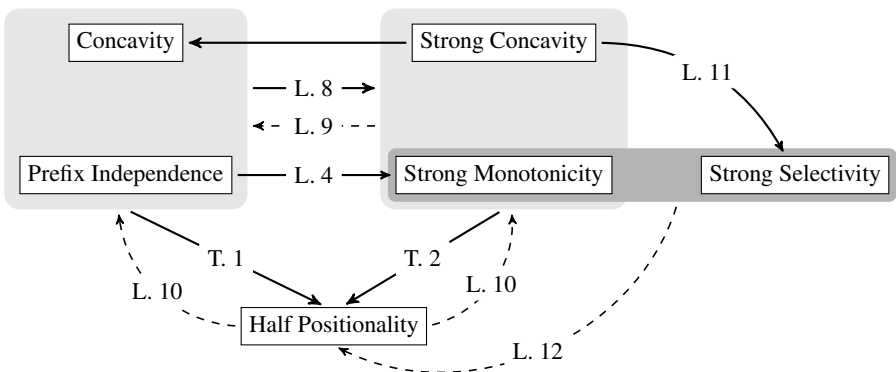 Concavity
Strong Concavity
L. 11
L. 8
L. 9
Prefix Independence
L. 4
Strong Monotonicity
Strong Selectivity
T. 1
T. 2
L. 10
L. 10
Half Positionality
L. 12